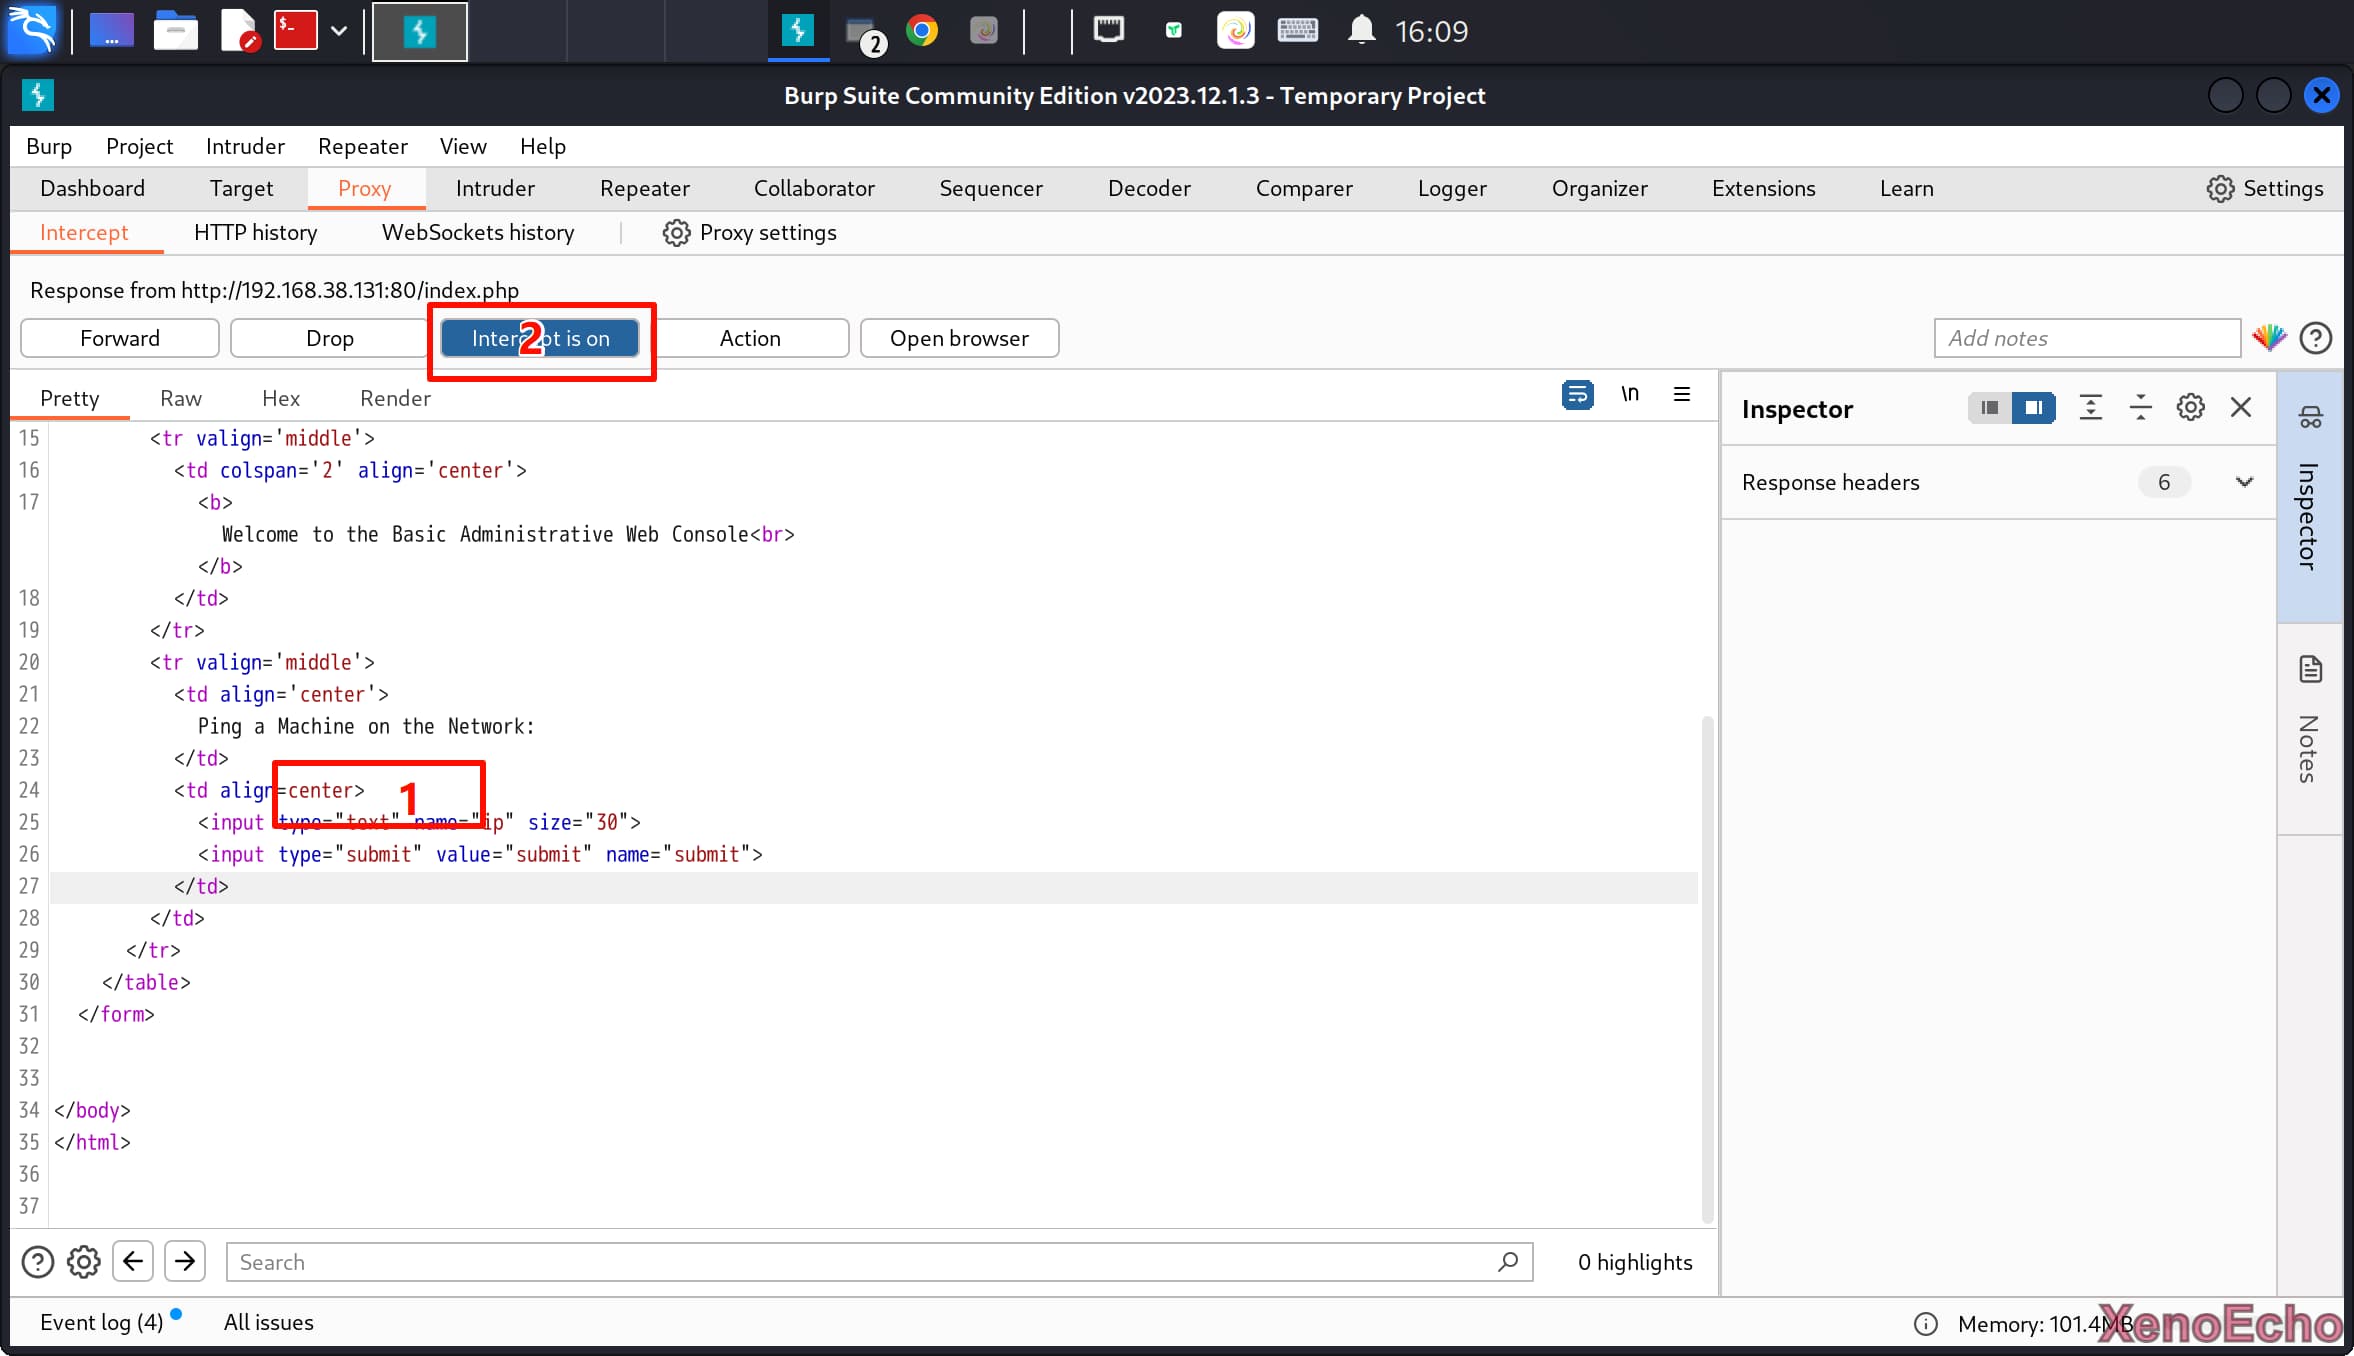 $-
...
2
16:09
Burp Suite Community Edition v2023.12.1.3 - Temporary Project
Burp Project Intruder Repeater View Help
Dashboard Target Proxy Intruder Repeater Collaborator Sequencer Decoder Comparer Logger Organizer Extensions Learn Settings
Intercept HTTP history WebSockets history Proxy settings
Response from http://192.168.38.131:80/index.php
Forward Drop Intercept is on Action Open browser Add notes ?
2
Pretty Raw Hex Render \n
Inspector
Response headers 6
Inspector
Notes
15 <tr valign='middle'>
16 <td colspan='2' align='center'>
17 <b>
Welcome to the Basic Administrative Web Console<br>
</b>
18 </td>
19 </tr>
20 <tr valign='middle'>
21 <td align='center'>
22 Ping a Machine on the Network:
23 </td>
24 <td align=center>
1
25 <input type="text" name="ip" size="30">
26 <input type="submit" value="submit" name="submit">
27 </td>
28 </td>
29 </tr>
30 </table>
31 </form>
32
33
34 </body>
35 </html>
36
37
? Search 0 highlights
Event log (4) All issues Memory: 101.4MB
XenoEcho